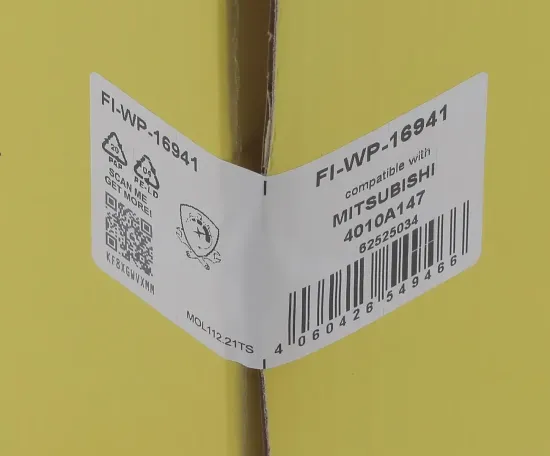 FI-WP-16941
20
PAP
04
PE-LD
SCAN ME
GET MORE!
KF8XGWVXMM
MOL112.21TS
FI-WP-16941
compatible with
MITSUBISHI
4010A147
62525034
4 060426 549466